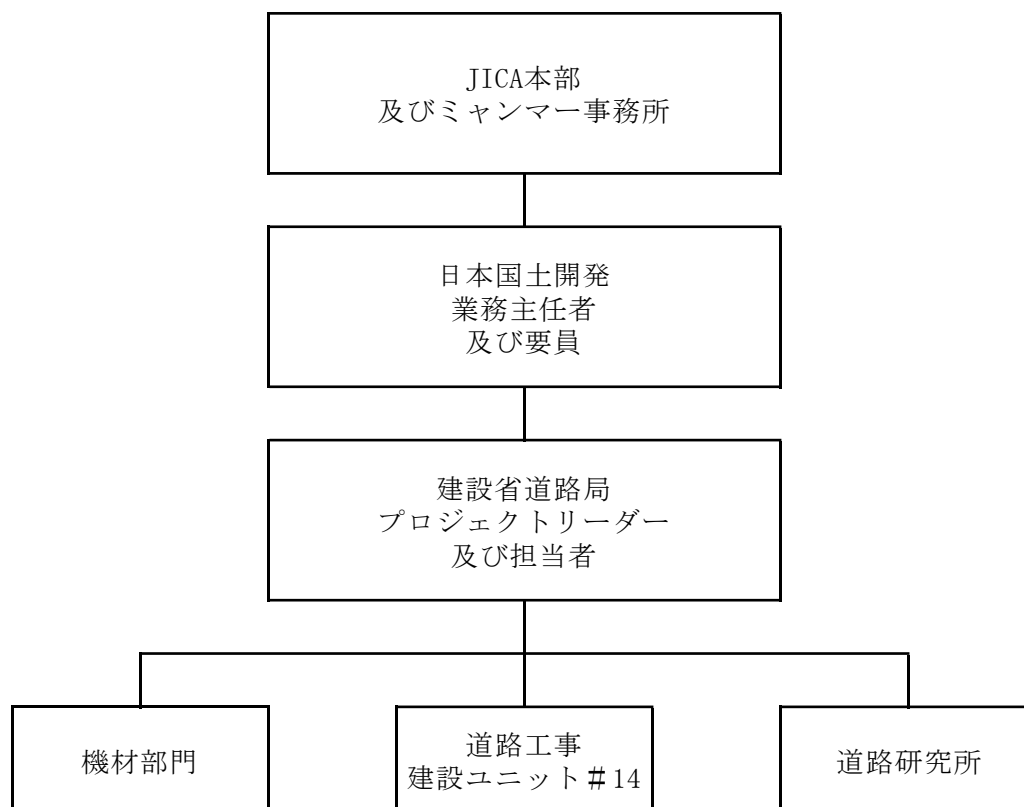 JICA本部
及びミャンマー事務所
日本国土開発
業務主任者
及び要員
建設省道路局
プロジェクトリーダー
及び担当者
機材部門
道路工事
建設ユニット＃14
道路研究所